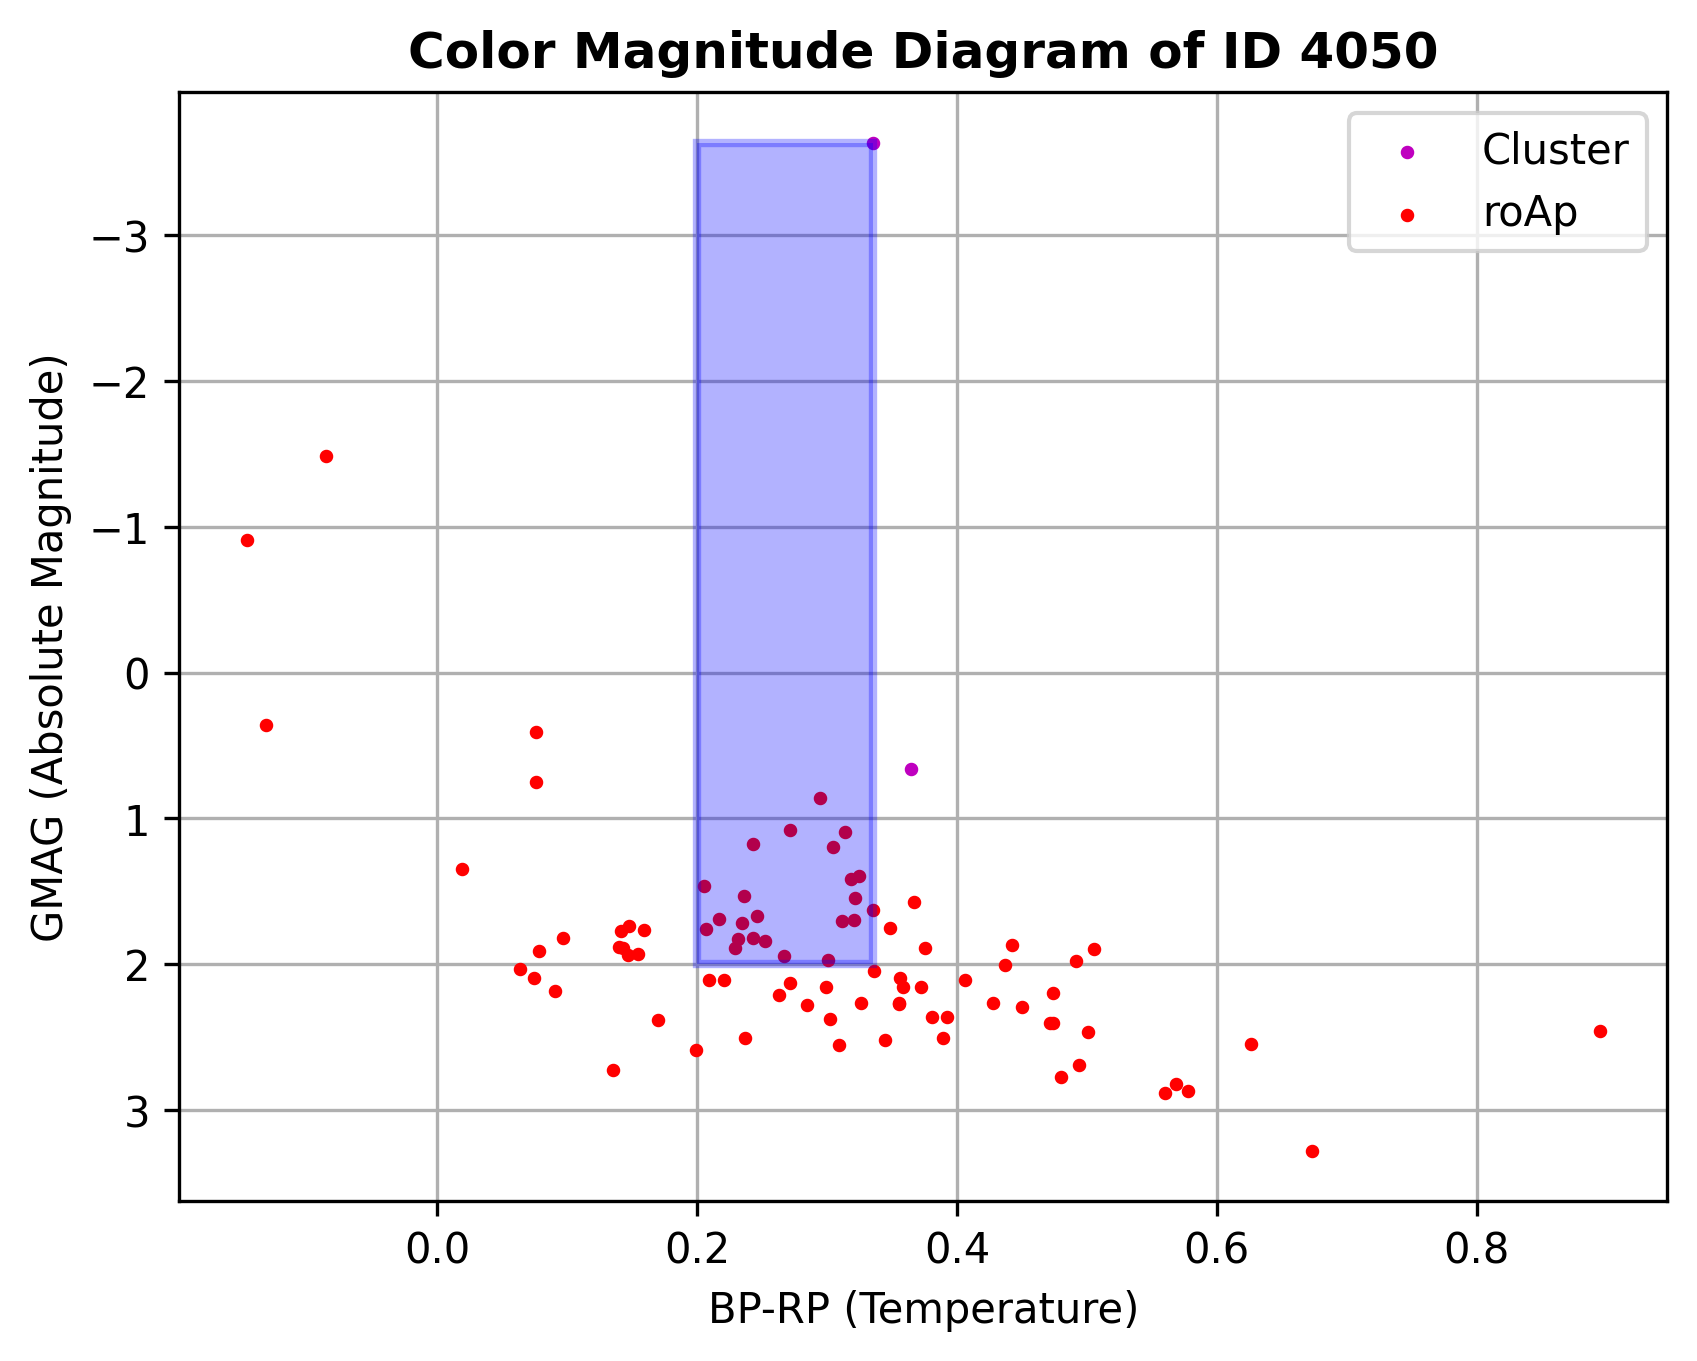 Color Magnitude Diagram of ID 4050
Cluster
roAp
−3
−2
−1
0
1
2
3
GMAG (Absolute Magnitude)
0.0 0.2 0.4 0.6 0.8
BP-RP (Temperature)